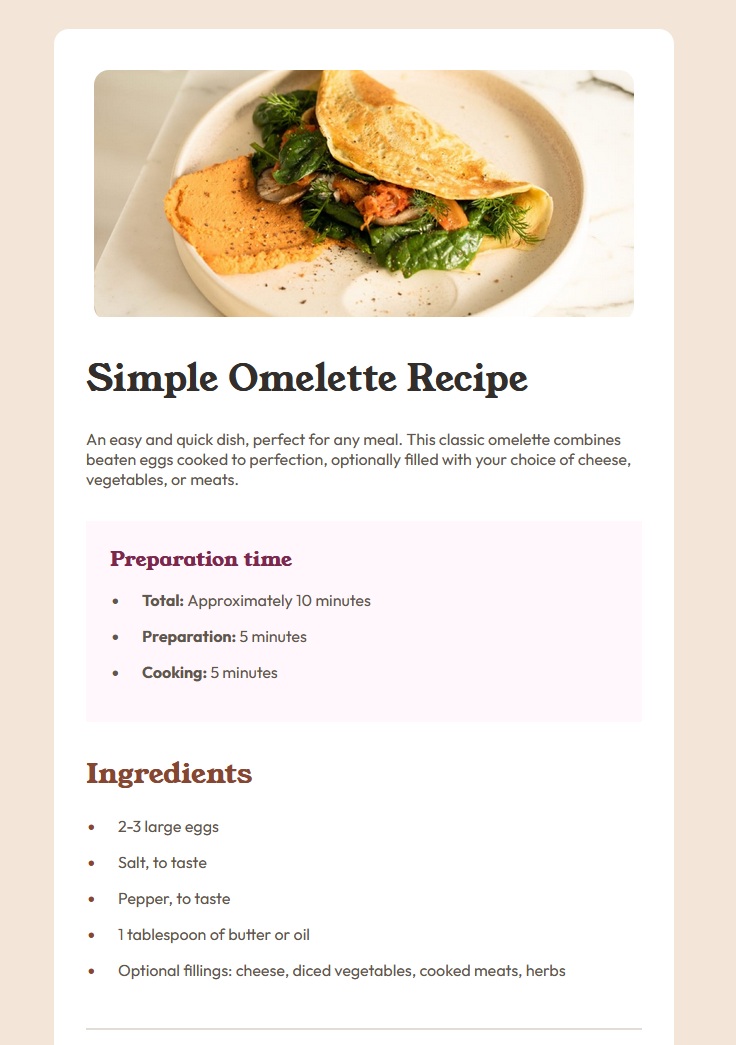 Simple Omelette Recipe
An easy and quick dish, perfect for any meal. This classic omelette combines
beaten eggs cooked to perfection, optionally filled with your choice of cheese,
vegetables, or meats.
Preparation time
• Total: Approximately 10 minutes
• Preparation: 5 minutes
• Cooking: 5 minutes
Ingredients
• 2-3 large eggs
• Salt, to taste
• Pepper, to taste
• 1 tablespoon of butter or oil
• Optional fillings: cheese, diced vegetables, cooked meats, herbs